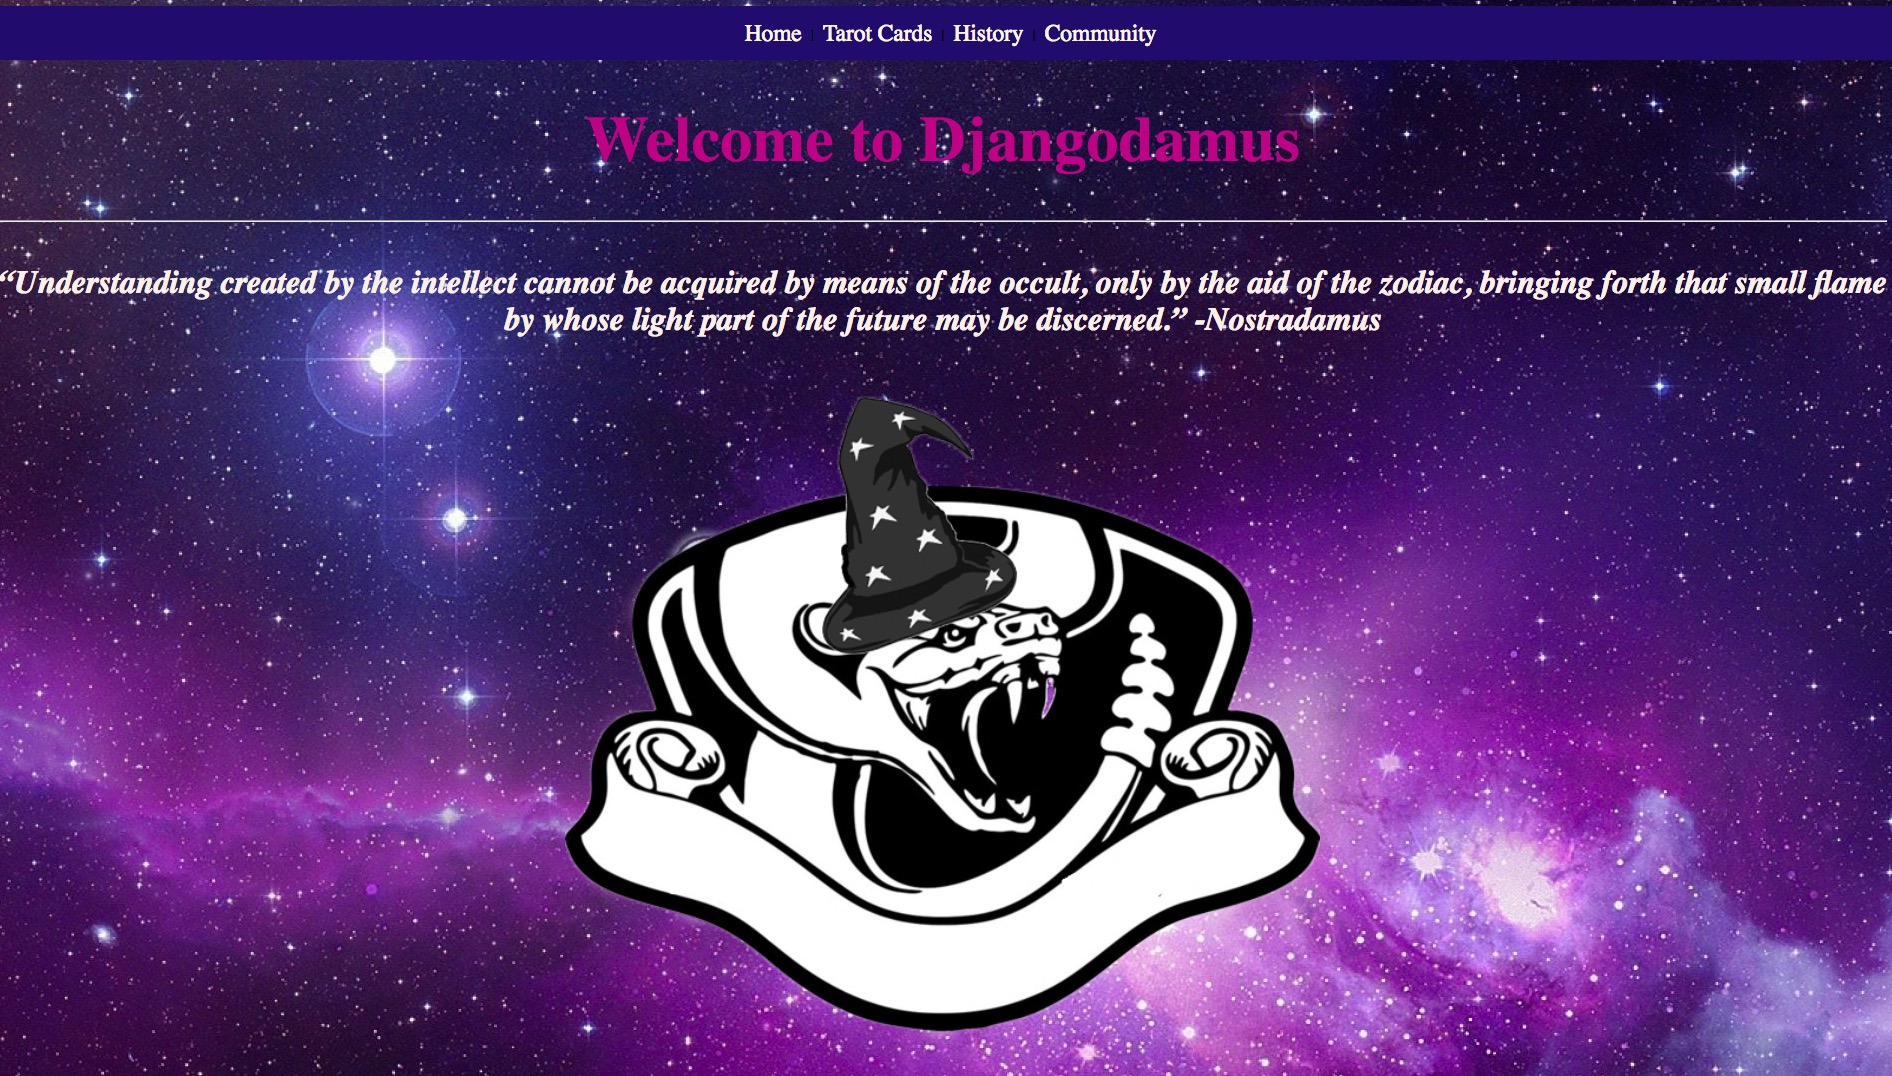 Home | Tarot Cards | History | Community
Welcome to Djangodamus
“Understanding created by the intellect cannot be acquired by means of the occult, only by the aid of the zodiac, bringing forth that small flame
by whose light part of the future may be discerned.” -Nostradamus